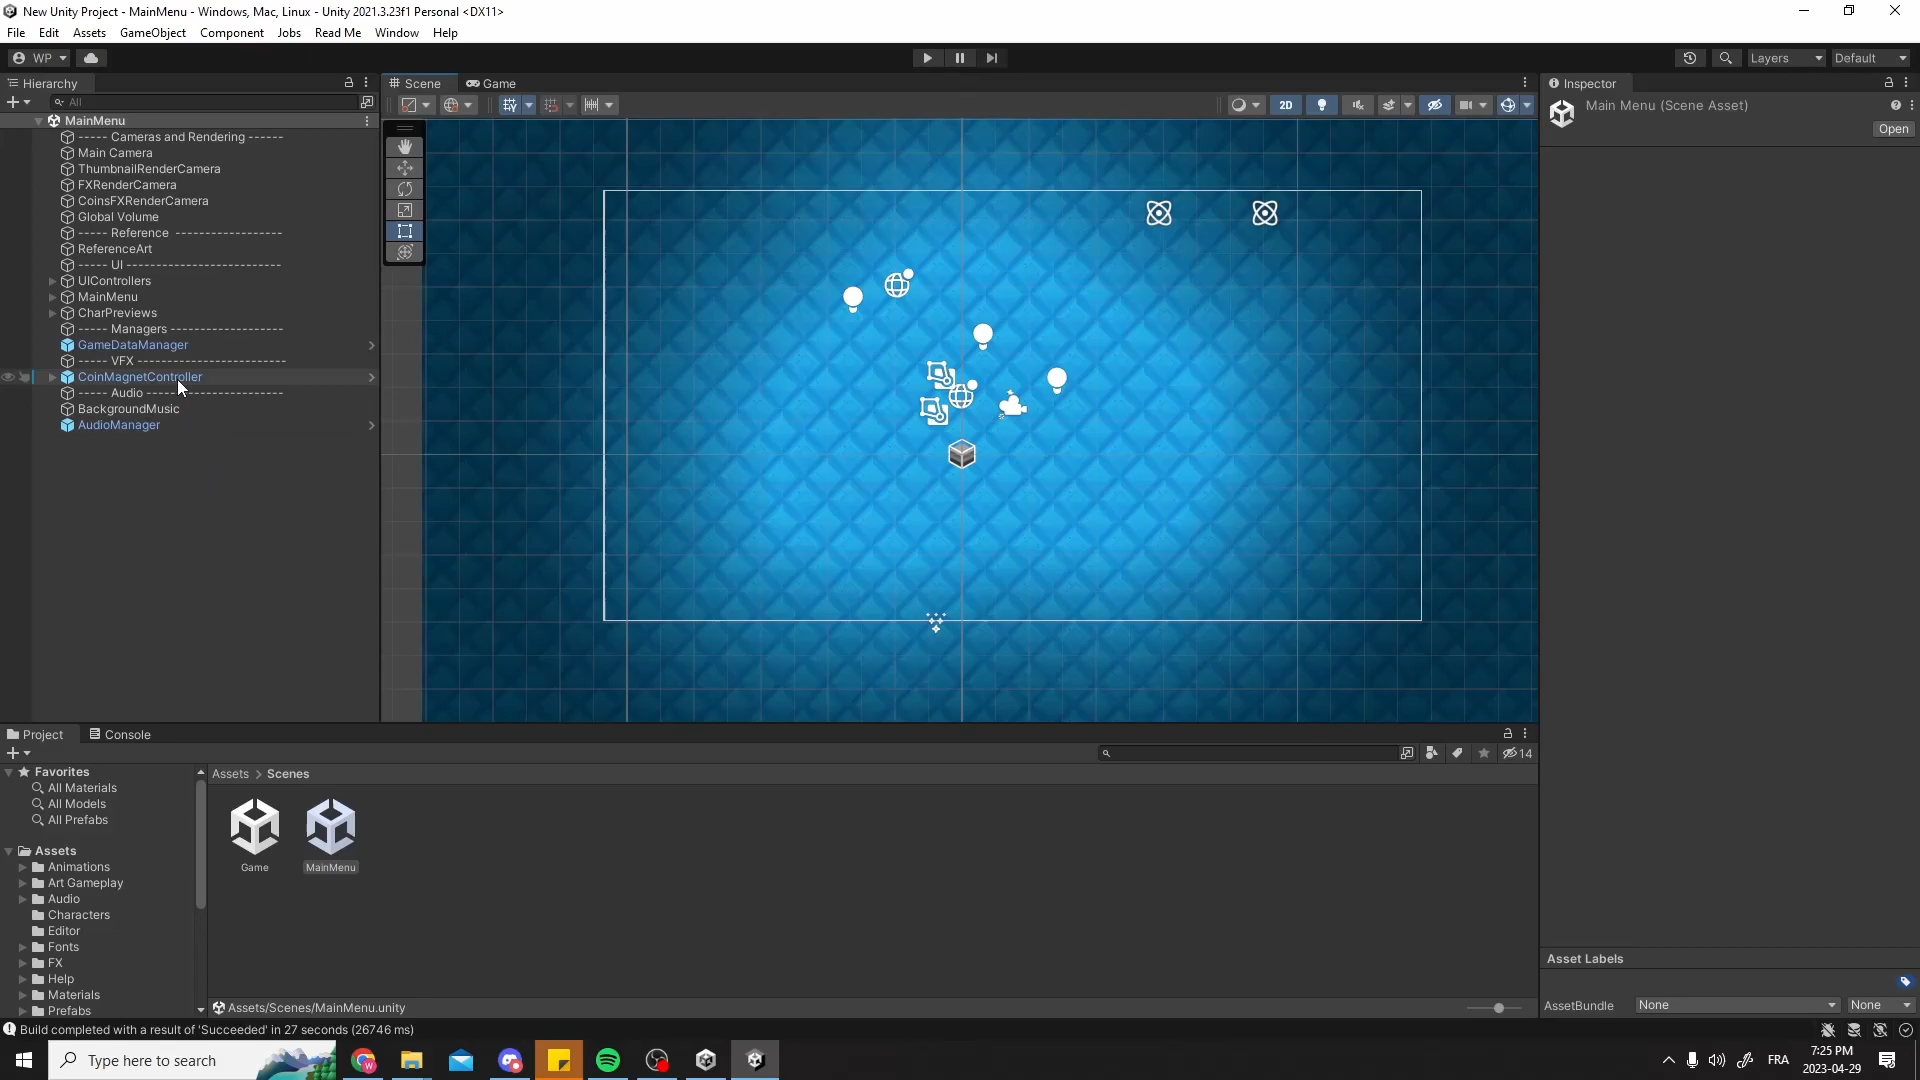 New Unity Project - MainMenu - Windows, Mac, Linux - Unity 2021.3.23f1 Personal <DX11>
File Edit Assets GameObject Component Jobs Read Me Window Help
WP Layers Default
Hierarchy
All
Scene Game
2D
Inspector
Main Menu (Scene Asset)
Open
MainMenu
----- Cameras and Rendering ------
Main Camera
ThumbnailRenderCamera
FXRenderCamera
CoinsFXRenderCamera
Global Volume
----- Reference ------------------
ReferenceArt
----- UI --------------------------
UIControllers
MainMenu
CharPreviews
----- Managers -------------------
GameDataManager
----- VFX -------------------------
CoinMagnetController
----- Audio -----------------------
BackgroundMusic
AudioManager
Project Console
14
Favorites
All Materials
All Models
All Prefabs
Assets
Animations
Art Gameplay
Audio
Characters
Editor
Fonts
FX
Help
Materials
Prefabs
Assets > Scenes
Game MainMenu
Assets/Scenes/MainMenu.unity
Asset Labels
AssetBundle None None
Build completed with a result of 'Succeeded' in 27 seconds (26746 ms)
Type here to search
FRA
7:25 PM
2023-04-29